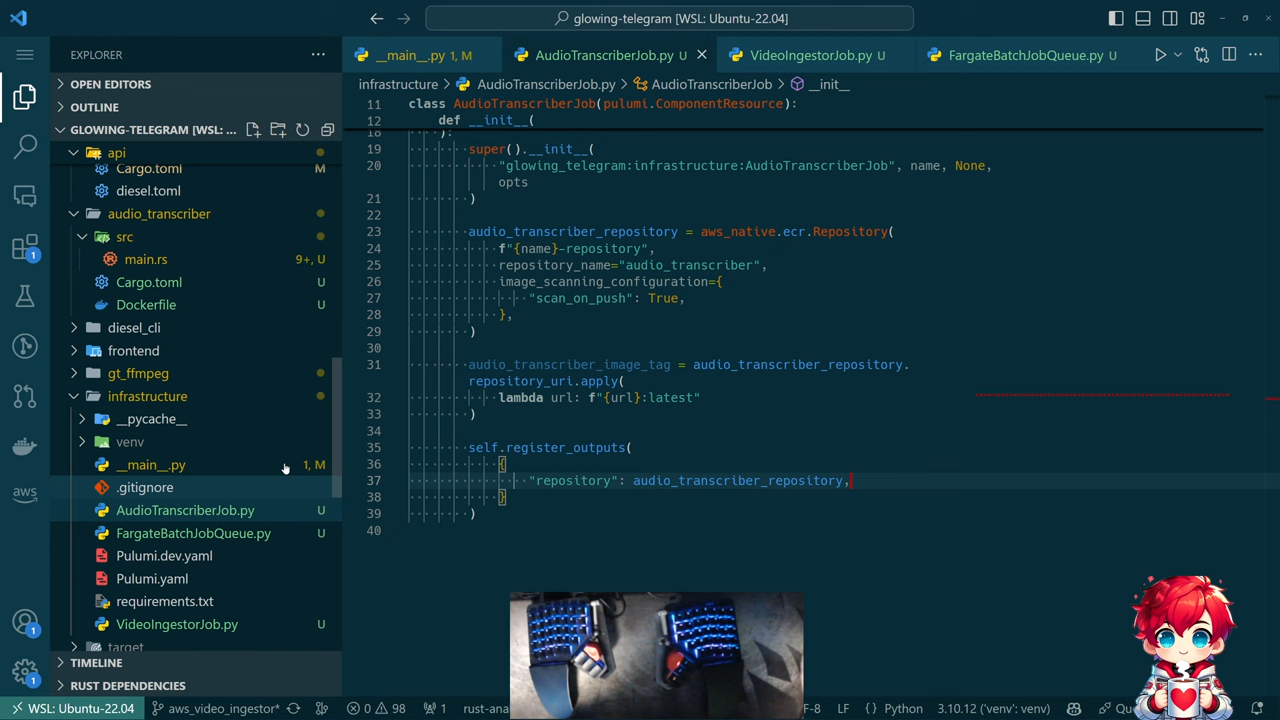 glowing-telegram [WSL: Ubuntu-22.04]
EXPLORER
OPEN EDITORS
OUTLINE
GLOWING-TELEGRAM [WSL: ...
api
Cargo.toml M
diesel.toml
audio_transcriber
src
main.rs 9+, U
Cargo.toml U
Dockerfile U
diesel_cli
frontend
gt_ffmpeg
infrastructure
__pycache__
venv
__main__.py 1, M
.gitignore
AudioTranscriberJob.py U
FargateBatchJobQueue.py U
Pulumi.dev.yaml
Pulumi.yaml
requirements.txt
VideoIngestorJob.py U
target
TIMELINE
RUST DEPENDENCIES
1
1
1
aws
__main__.py 1, M
AudioTranscriberJob.py U
VideoIngestorJob.py U
FargateBatchJobQueue.py U
infrastructure > AudioTranscriberJob.py > AudioTranscriberJob > __init__
11 class AudioTranscriberJob(pulumi.ComponentResource):
12 def __init__(
18 ):
19 super().__init__(
20 "glowing_telegram:infrastructure:AudioTranscriberJob", name, None,
opts
21 )
22
23 audio_transcriber_repository = aws_native.ecr.Repository(
24 f"{name}-repository",
25 repository_name="audio_transcriber",
26 image_scanning_configuration={
27 "scan_on_push": True,
28 },
29 )
30
31 audio_transcriber_image_tag = audio_transcriber_repository.
repository_uri.apply(
32 lambda url: f"{url}:latest"
33 )
34
35 self.register_outputs(
36 {
37 "repository": audio_transcriber_repository,
38 }
39 )
40
WSL: Ubuntu-22.04
aws_video_ingestor*
0 98
1
rust-ana
F-8
LF
{ } Python
3.10.12 ('venv': venv)
Qu